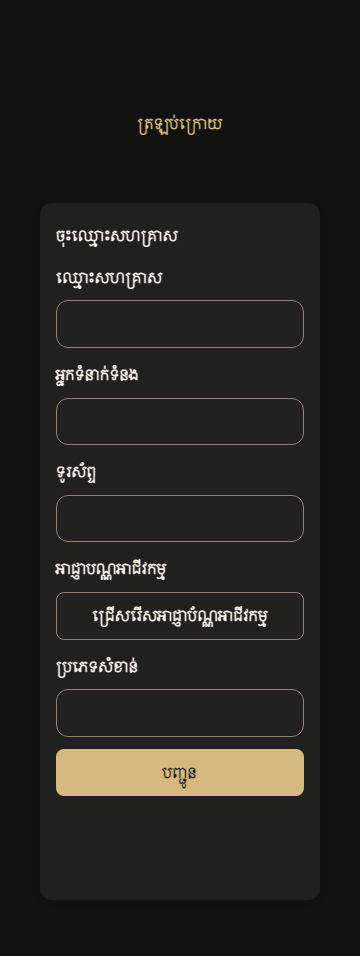 ត្រឡប់ក្រោយ
ចុះឈ្មោះសហគ្រាស
ឈ្មោះសហគ្រាស
អ្នកទំនាក់ទំនង
ទូរស័ព្ទ
អាជ្ញាបណ្ណអាជីវកម្ម
ជ្រើសរើសអាជ្ញាប័ណ្ណអាជីវកម្ម
ប្រភេទសំខាន់
បញ្ជូន